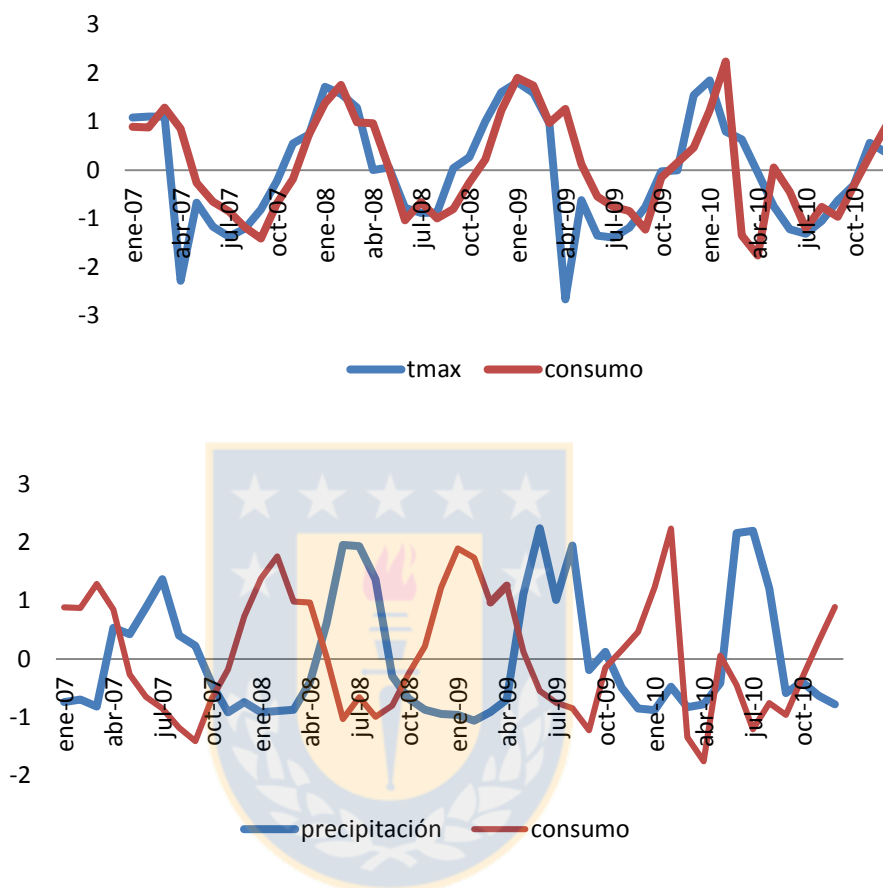 3
2
1
0
-1
-2
-3
ene-07
abr-07
jul-07
oct-07
ene-08
abr-08
jul-08
oct-08
ene-09
abr-09
jul-09
oct-09
ene-10
abr-10
jul-10
oct-10
tmax consumo
3
2
1
0
-1
-2
ene-07
abr-07
jul-07
oct-07
ene-08
abr-08
jul-08
oct-08
ene-09
abr-09
jul-09
oct-09
ene-10
abr-10
jul-10
oct-10
precipitación consumo